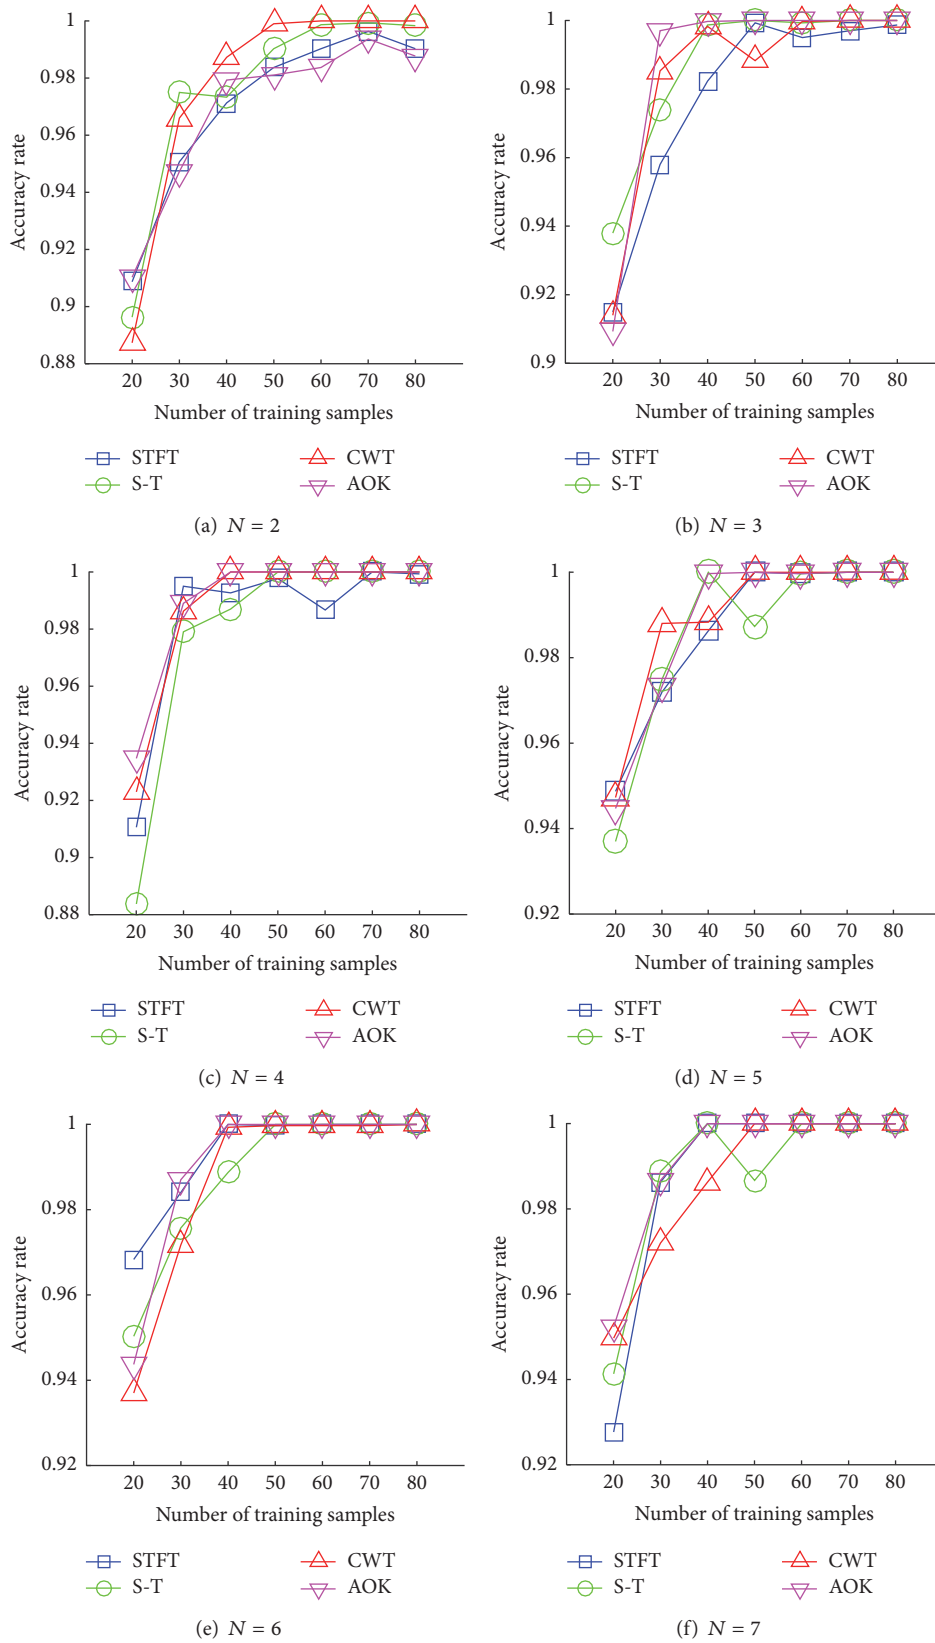 1
0.98
0.96
0.94
0.92
0.9
0.88
Accuracy rate
20 30 40 50 60 70 80
Number of training samples
STFT CWT
S-T AOK
(a) N = 2
1
0.98
0.96
0.94
0.92
0.9
Accuracy rate
20 30 40 50 60 70 80
Number of training samples
STFT CWT
S-T AOK
(b) N = 3
1
0.98
0.96
0.94
0.92
0.9
0.88
Accuracy rate
20 30 40 50 60 70 80
Number of training samples
STFT CWT
S-T AOK
(c) N = 4
1
0.98
0.96
0.94
0.92
Accuracy rate
20 30 40 50 60 70 80
Number of training samples
STFT CWT
S-T AOK
(d) N = 5
1
0.98
0.96
0.94
0.92
Accuracy rate
20 30 40 50 60 70 80
Number of training samples
STFT CWT
S-T AOK
(e) N = 6
1
0.98
0.96
0.94
0.92
Accuracy rate
20 30 40 50 60 70 80
Number of training samples
STFT CWT
S-T AOK
(f) N = 7